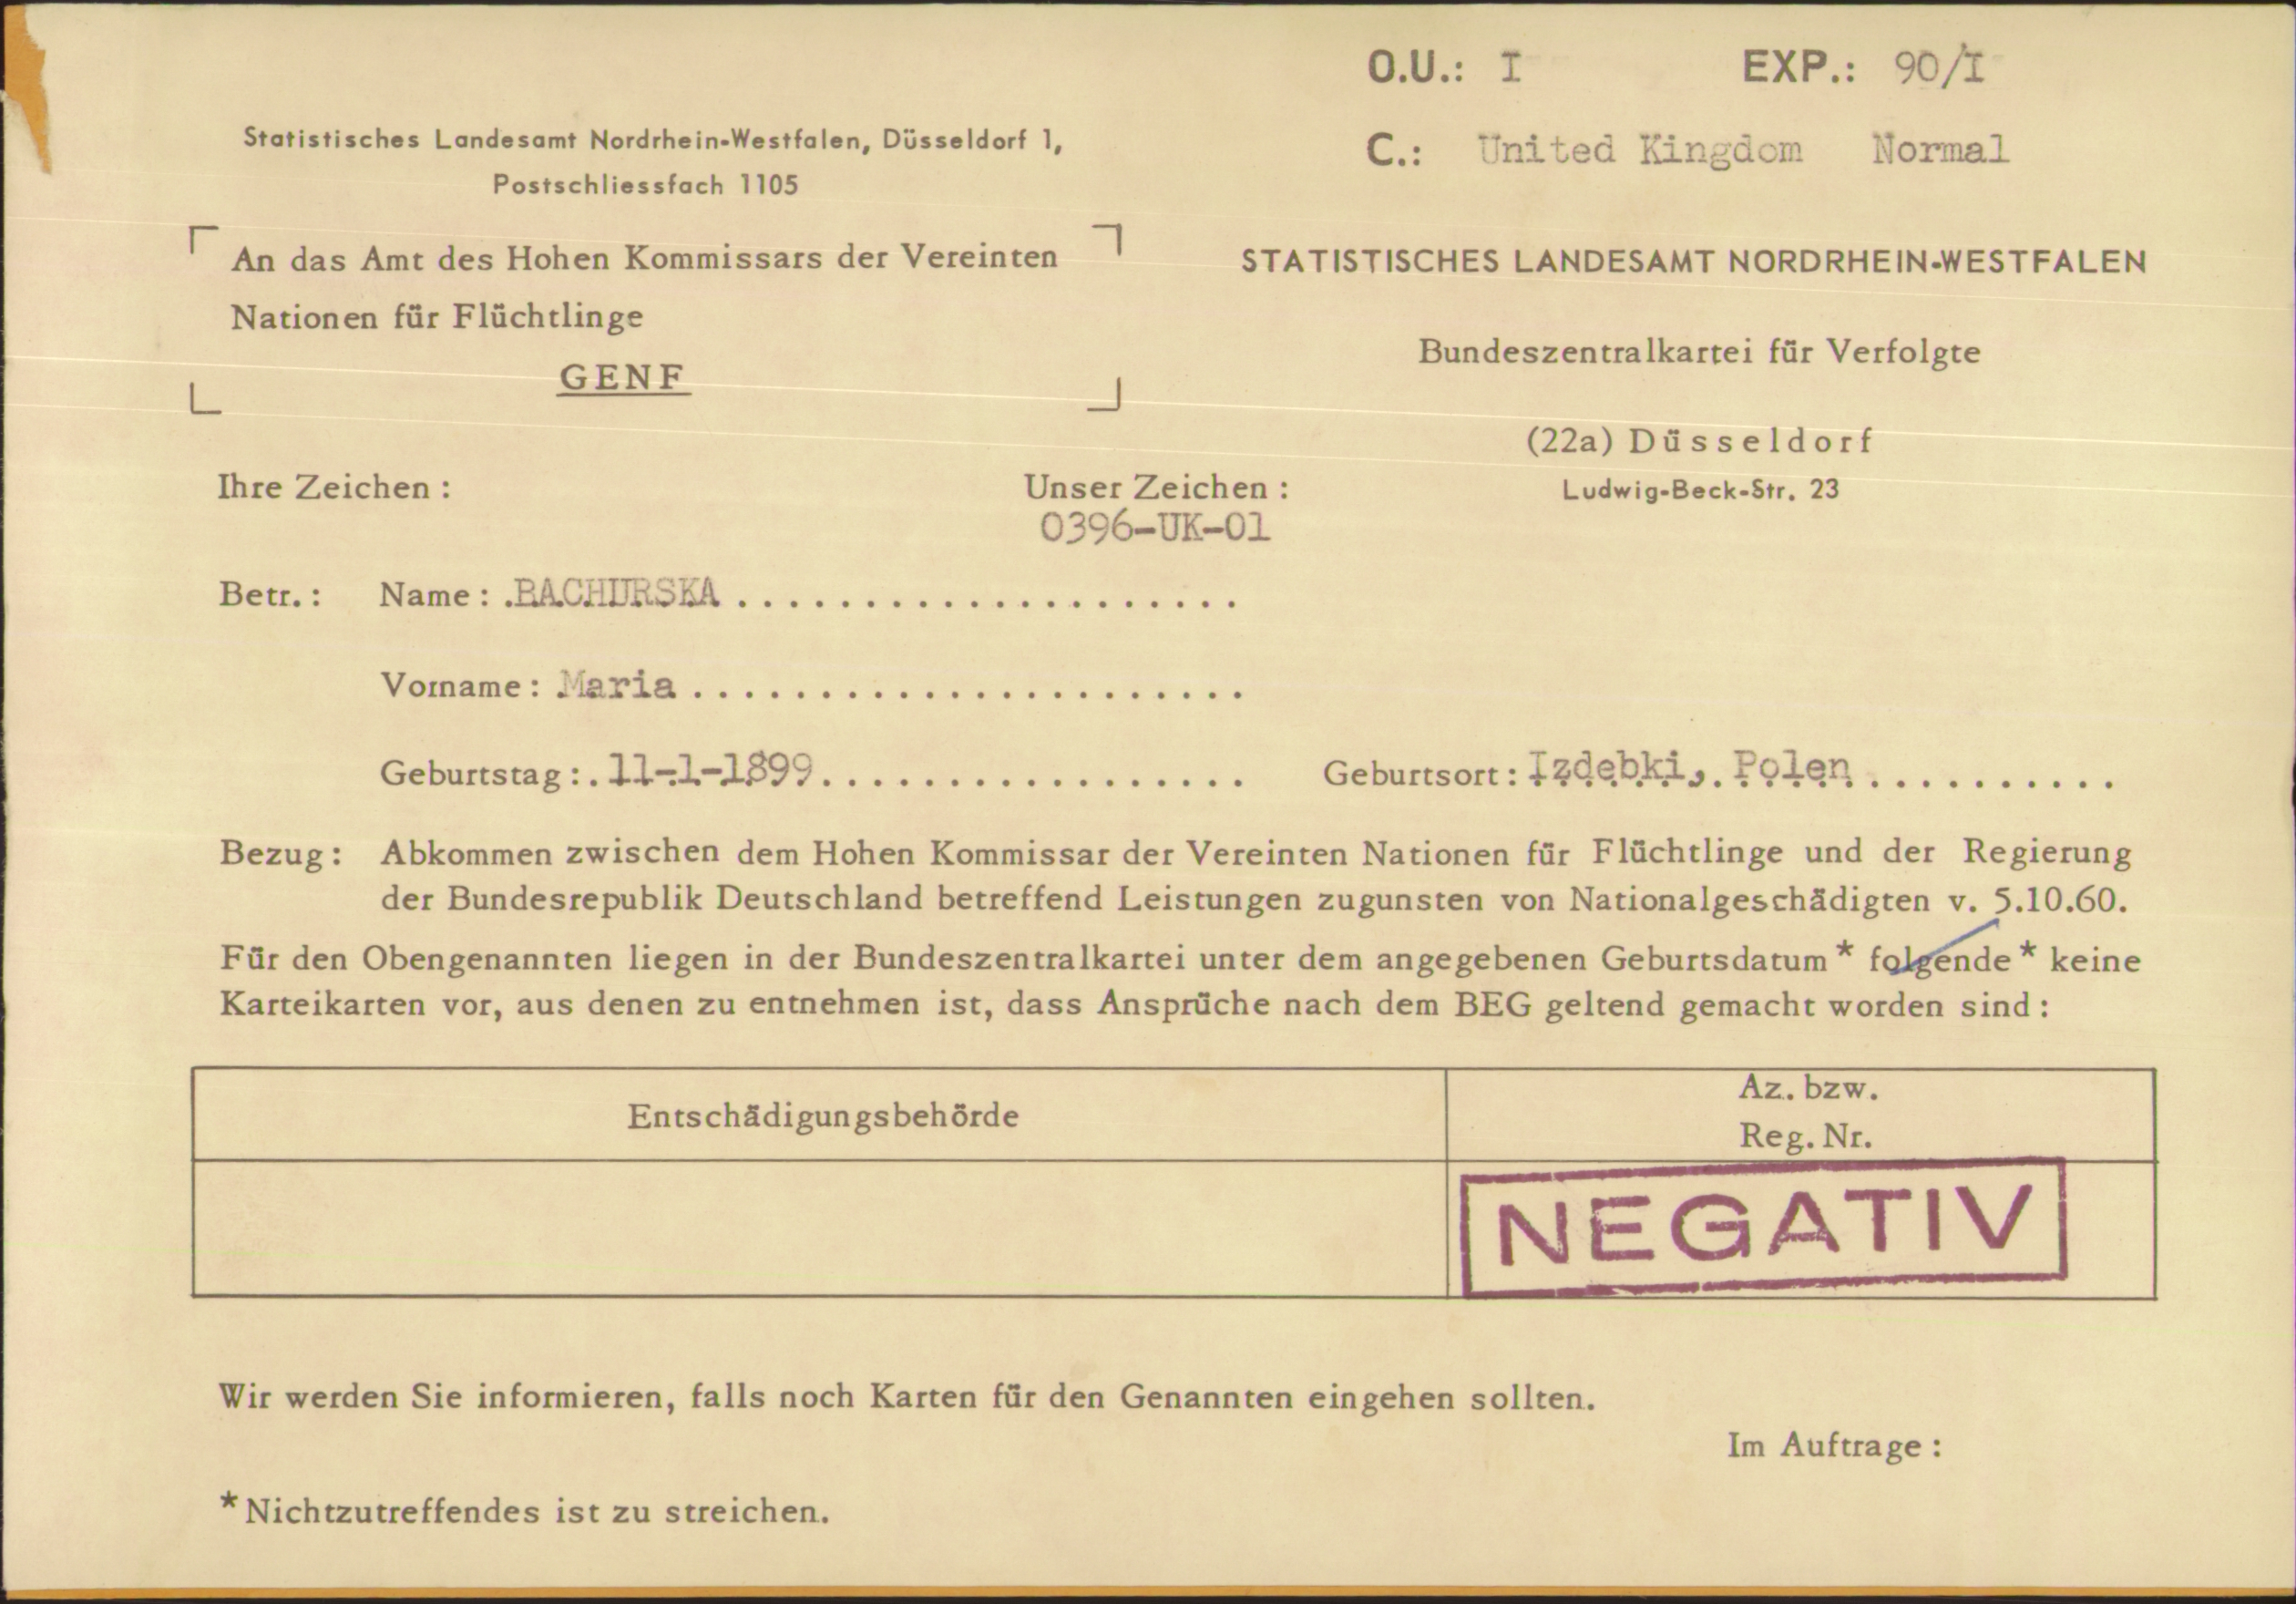 O.U.: I EXP.: 90/I
C.: United Kingdom Normal
Statistisches Landesamt Nordrhein-Westfalen, Düsseldorf 1,
Postschliessfach 1105
An das Amt des Hohen Kommissars der Vereinten
Nationen für Flüchtlinge
GENF
STATISTISCHES LANDESAMT NORDRHEIN-WESTFALEN
Bundeszentralkartei für Verfolgte
(22a) Düsseldorf
Ludwig-Beck-Str. 23
Ihre Zeichen: Unser Zeichen:
0396-UK-01
Betr.: Name: BACHURSKA
Vorname: Maria
Geburtstag: 11-1-1899 Geburtsort: Izdebki, Polen
Bezug: Abkommen zwischen dem Hohen Kommissar der Vereinten Nationen für Flüchtlinge und der Regierung
der Bundesrepublik Deutschland betreffend Leistungen zugunsten von Nationalgeschädigten v. 5.10.60.
Für den Obengenannten liegen in der Bundeszentralkartei unter dem angegebenen Geburtsdatum * folgende * keine
Karteikarten vor, aus denen zu entnehmen ist, dass Ansprüche nach dem BEG geltend gemacht worden sind:
Entschädigungsbehörde
Az. bzw.
Reg. Nr.
NEGATIV
Wir werden Sie informieren, falls noch Karten für den Genannten eingehen sollten.
Im Auftrage:
* Nichtzutreffendes ist zu streichen.